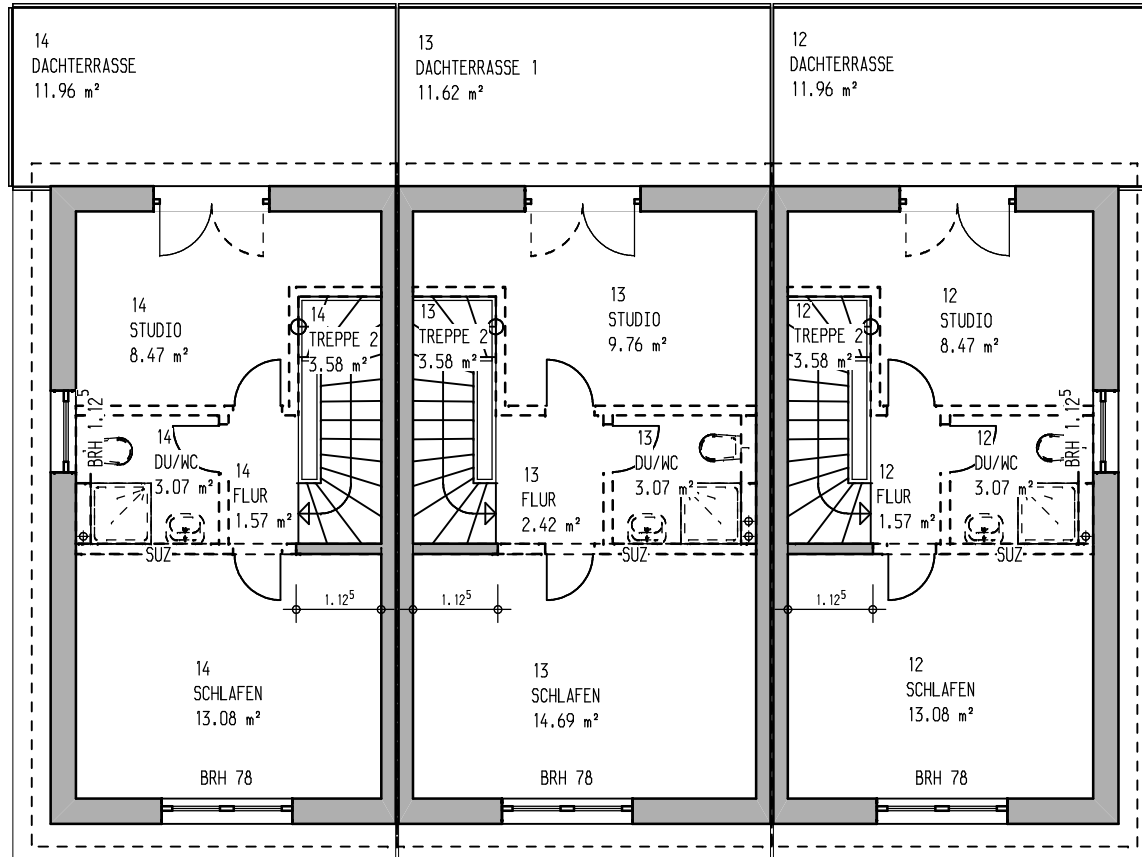 14
DACHTERRASSE
11.96 m²
13
DACHTERRASSE 1
11.62 m²
12
DACHTERRASSE
11.96 m²
14
STUDIO
8.47 m²
14
TREPPE 2
3.58 m²
13
TREPPE 2
3.58 m²
13
STUDIO
9.76 m²
12
TREPPE 2
3.58 m²
12
STUDIO
8.47 m²
BRH 1.12⁵
14
DU/WC
3.07 m²
14
FLUR
1.57 m²
SUZ
13
FLUR
2.42 m²
13
DU/WC
3.07 m²
SUZ
12
FLUR
1.57 m²
12
DU/WC
3.07 m²
SUZ
BRH 1.12⁵
1.12⁵
1.12⁵
1.12⁵
14
SCHLAFEN
13.08 m²
13
SCHLAFEN
14.69 m²
12
SCHLAFEN
13.08 m²
BRH 78
BRH 78
BRH 78